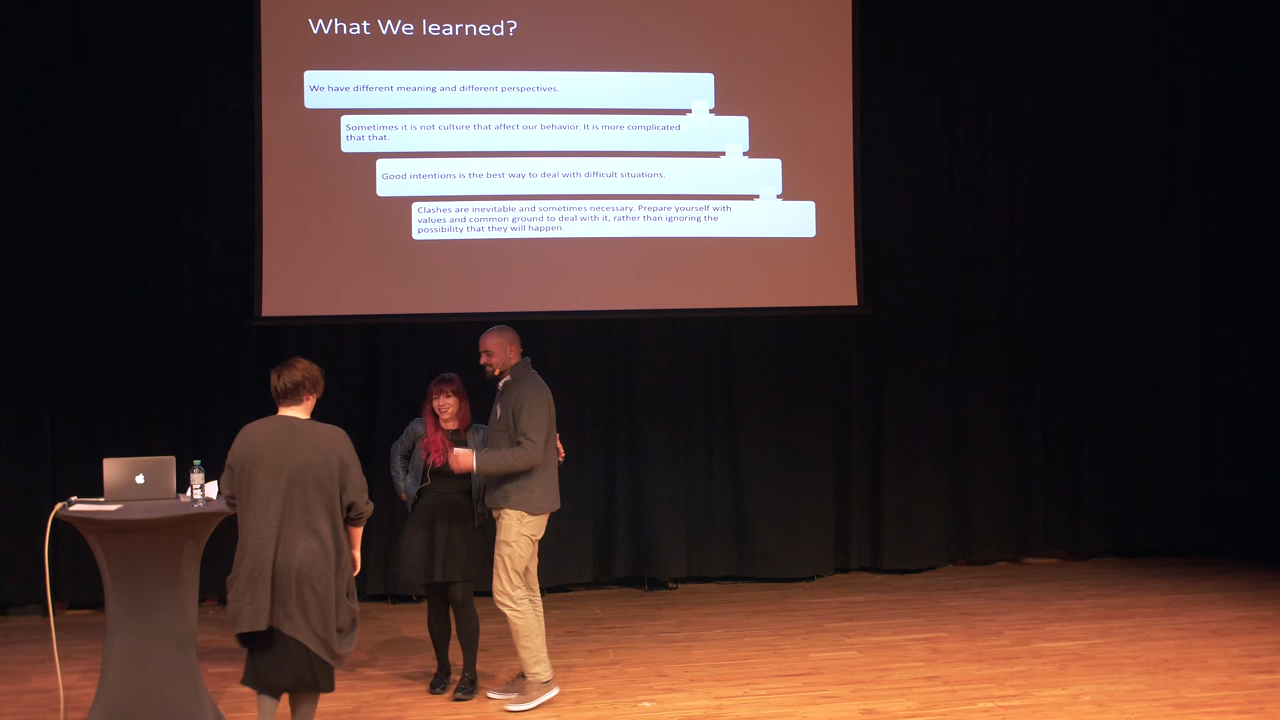 What We learned?
We have different meaning and different perspectives.
Sometimes it is not culture that affect our behavior. It is more complicated
that that.
Good intentions is the best way to deal with difficult situations.
Clashes are inevitable and sometimes necessary. Prepare yourself with
values and common ground to deal with it, rather than ignoring the
possibility that they will happen.